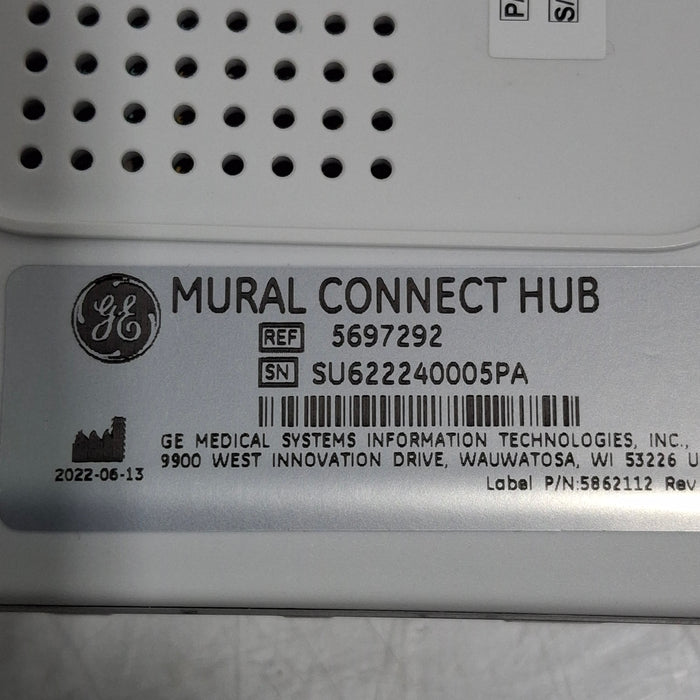 P/
S/
GE
MURAL CONNECT HUB
REF 5697292
SN SU622240005PA
GE MEDICAL SYSTEMS INFORMATION TECHNOLOGIES, INC.,
9900 WEST INNOVATION DRIVE, WAUWATOSA, WI 53226 U
2022-06-13
Label P/N:5862112 Rev